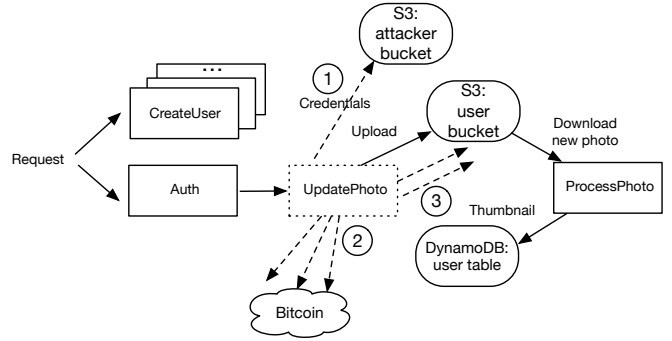 S3:
attacker
bucket
1
...
Credentials
CreateUser
S3:
user
bucket
Upload
Download
new photo
Request
Auth
UpdatePhoto
ProcessPhoto
3
Thumbnail
2
DynamoDB:
user table
Bitcoin